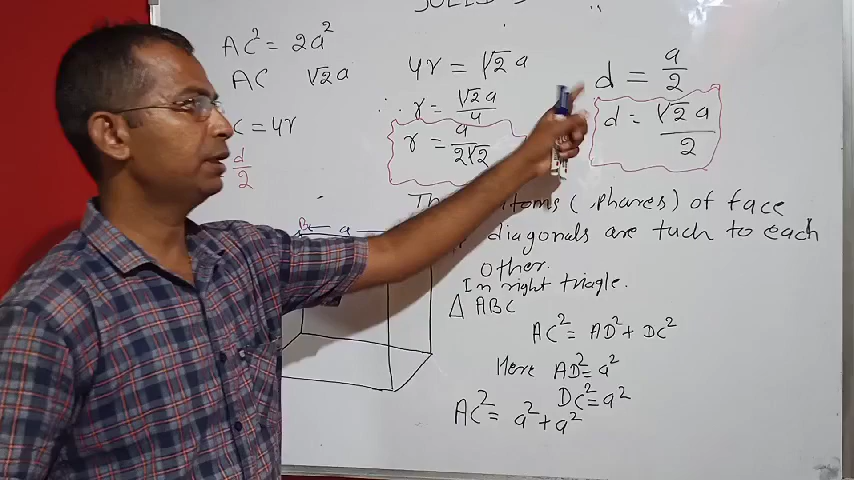 SOLID S
AC² = 2a²
AC √2a
= 4r
d/2
4r = √2 a
∴ r = √2a/4
r = a/2√2
d = a/2
d = √2 a/2
atoms ( .phares) of face
diagonals are tuch to each
other.
In right triagle.
△ ABC
AC² = AD² + DC²
Here AD² = a²
DC² = a²
AC² = a² + a²
a